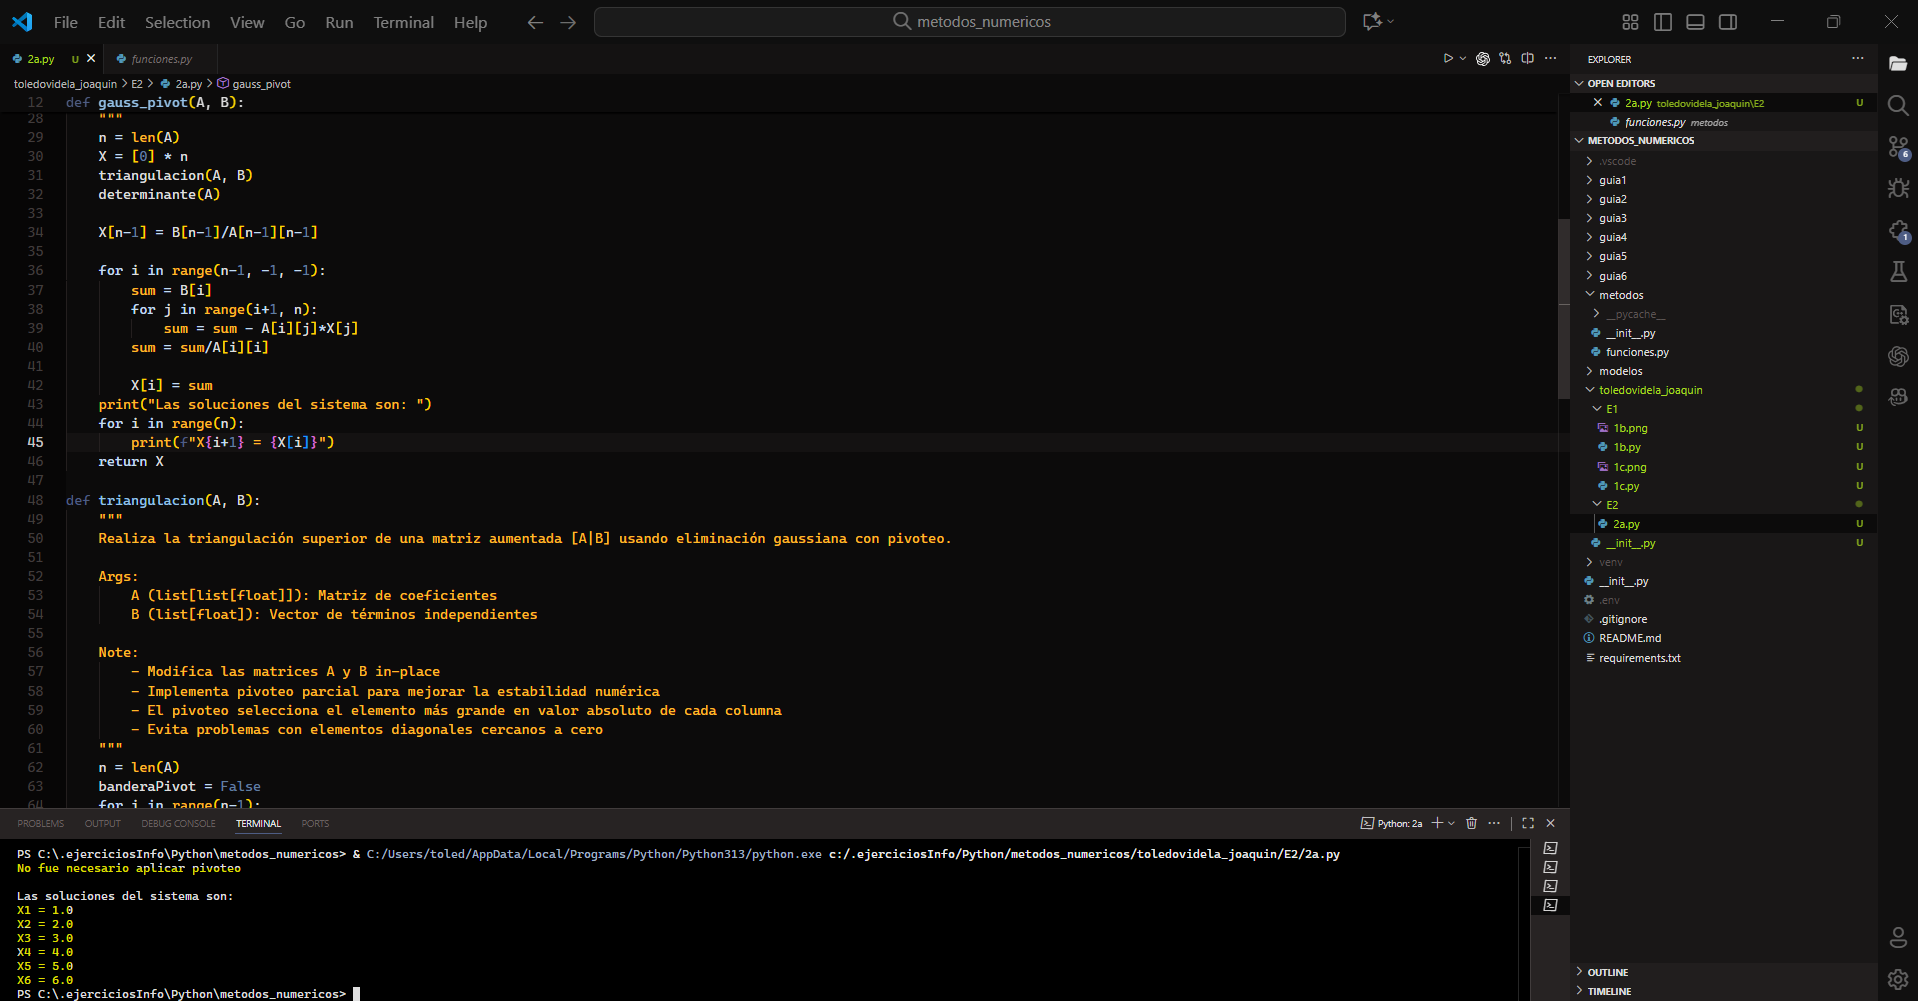 File Edit Selection View Go Run Terminal Help
metodos_numericos
2a.py U
funciones.py
toledovidela_joaquin > E2 > 2a.py > gauss_pivot
12 def gauss_pivot(A, B):
28 """
29 n = len(A)
30 X = [0] * n
31 triangulacion(A, B)
32 determinante(A)
33
34 X[n-1] = B[n-1]/A[n-1][n-1]
35
36 for i in range(n-1, -1, -1):
37 sum = B[i]
38 for j in range(i+1, n):
39 sum = sum - A[i][j]*X[j]
40 sum = sum/A[i][i]
41
42 X[i] = sum
43 print("Las soluciones del sistema son: ")
44 for i in range(n):
45 print(f"X{i+1} = {X[i]}")
46 return X
47
48 def triangulacion(A, B):
49 """
50 Realiza la triangulación superior de una matriz aumentada [A|B] usando eliminación gaussiana con pivoteo.
51
52 Args:
53 A (list[list[float]]): Matriz de coeficientes
54 B (list[float]): Vector de términos independientes
55
56 Note:
57 - Modifica las matrices A y B in-place
58 - Implementa pivoteo parcial para mejorar la estabilidad numérica
59 - El pivoteo selecciona el elemento más grande en valor absoluto de cada columna
60 - Evita problemas con elementos diagonales cercanos a cero
61 """
62 n = len(A)
63 banderaPivot = False
64 for i in range(n-1):
PROBLEMS OUTPUT DEBUG CONSOLE TERMINAL PORTS
Python: 2a
PS C:\.ejerciciosInfo\Python\metodos_numericos> & C:/Users/toled/AppData/Local/Programs/Python/Python313/python.exe c:/.ejerciciosInfo/Python/metodos_numericos/toledovidela_joaquin/E2/2a.py
No fue necesario aplicar pivoteo
Las soluciones del sistema son:
X1 = 1.0
X2 = 2.0
X3 = 3.0
X4 = 4.0
X5 = 5.0
X6 = 6.0
PS C:\.ejerciciosInfo\Python\metodos_numericos>
EXPLORER
OPEN EDITORS
2a.py toledovidela_joaquin\E2 U
funciones.py metodos
METODOS_NUMERICOS
.vscode
guia1
guia2
guia3
guia4
guia5
guia6
metodos
__pycache__
__init__.py
funciones.py
modelos
toledovidela_joaquin
E1
1b.png U
1b.py U
1c.png U
1c.py U
E2
2a.py U
__init__.py U
venv
__init__.py
.env
.gitignore
README.md
requirements.txt
OUTLINE
TIMELINE
6
1